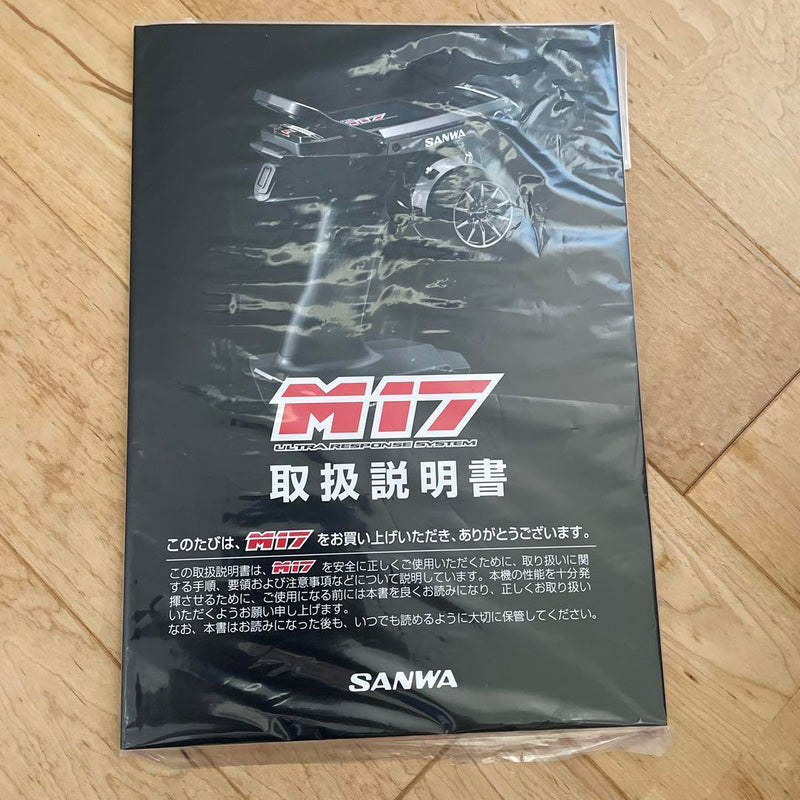 M17
SANWA
M17
ULTRA RESPONSE SYSTEM
取扱説明書
このたびは、M17をお買い上げいただき、ありがとうございます。
この取扱説明書は、M17 を安全に正しくご使用いただくために、取り扱いに関
する手順、要領および注意事項などについて説明しています。本機の性能を十分発
揮させるために、ご使用になる前には本書を良くお読みになり、正しくお取り扱い
いただくようお願い申し上げます。
なお、本書はお読みになった後も、いつでも読めるように大切に保管してください。
SANWA